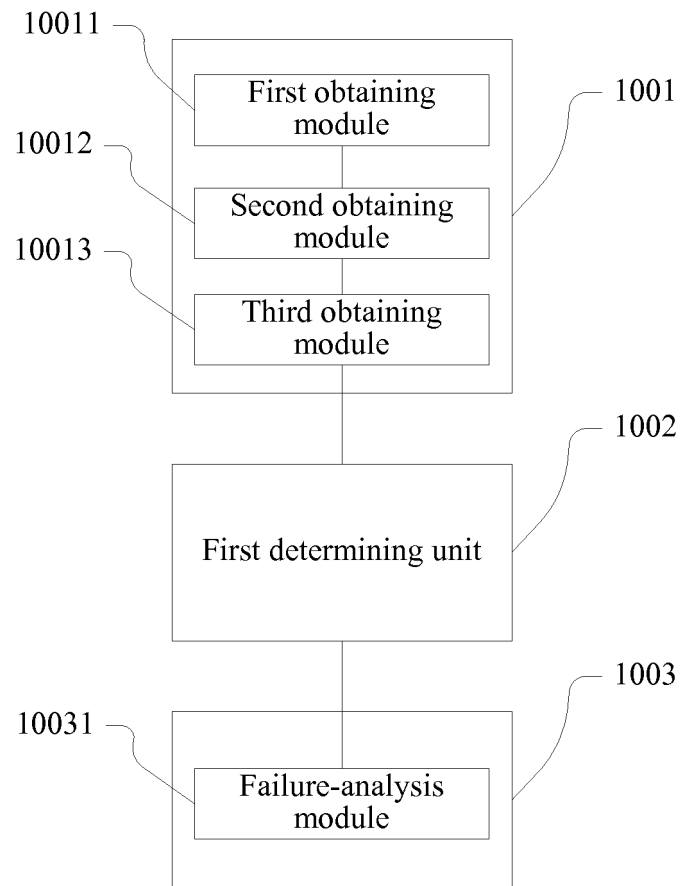 10011
First obtaining
module
1001
10012
Second obtaining
module
10013
Third obtaining
module
1002
First determining unit
1003
10031
Failure-analysis
module